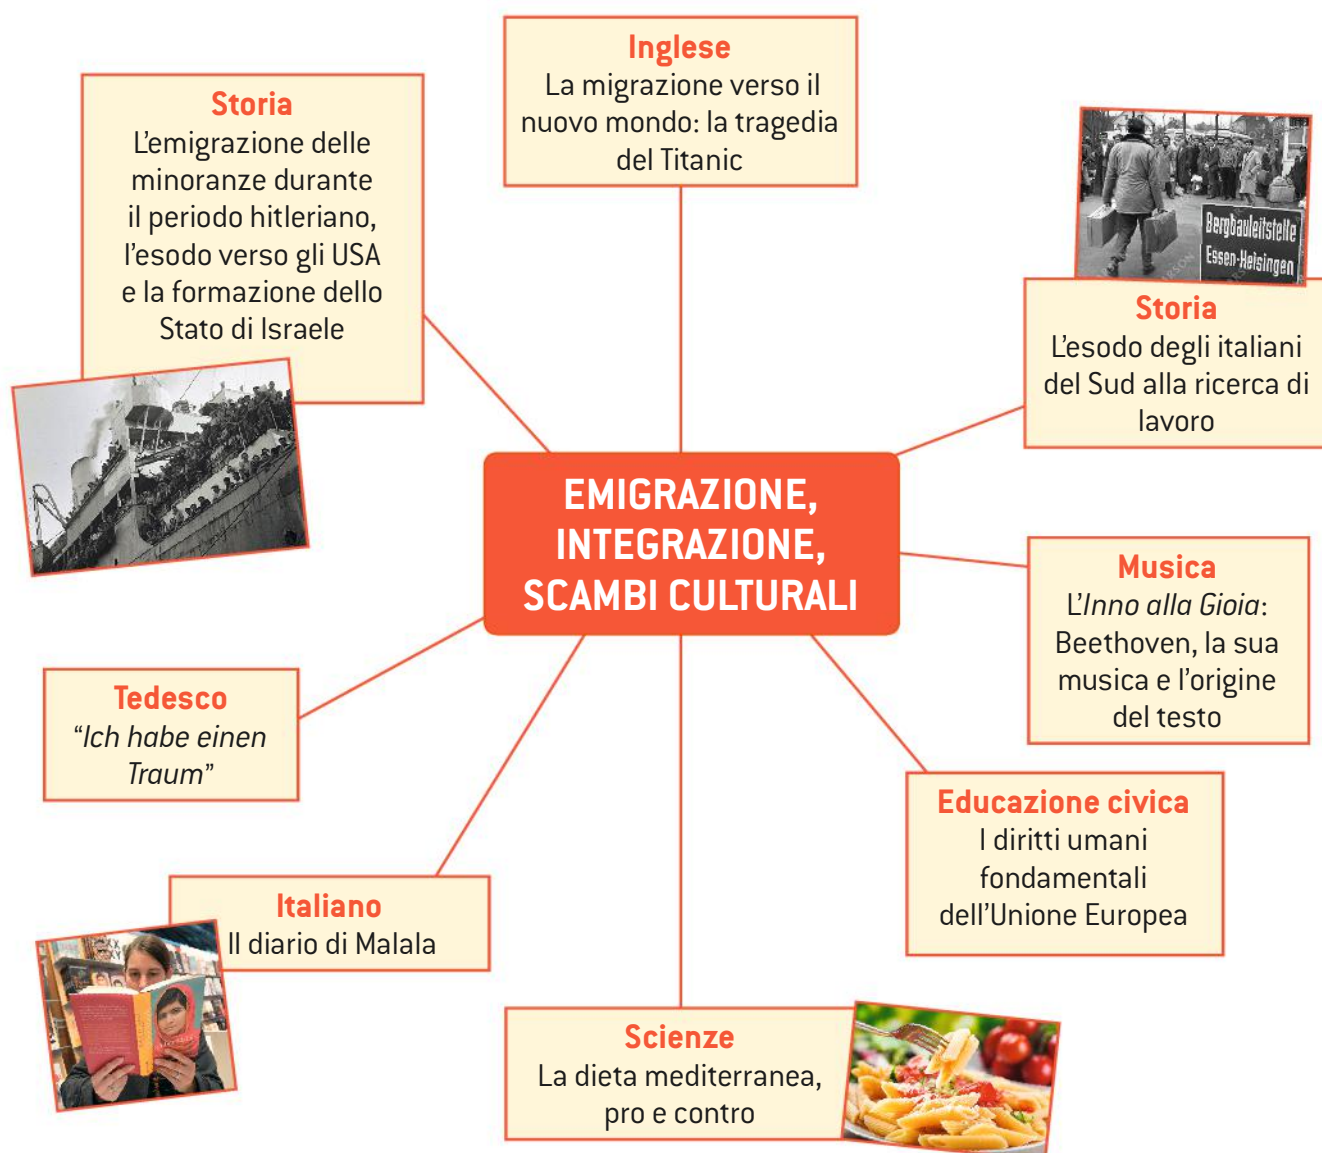 Inglese
La migrazione verso il
nuovo mondo: la tragedia
del Titanic
Storia
L'emigrazione delle
minoranze durante
il periodo hitleriano,
l'esodo verso gli USA
e la formazione dello
Stato di Israele
Bergbauleitstelle
Essen-Heisingen
Storia
L'esodo degli italiani
del Sud alla ricerca di
lavoro
EMIGRAZIONE,
INTEGRAZIONE,
SCAMBI CULTURALI
Musica
L'Inno alla Gioia:
Beethoven, la sua
musica e l'origine
del testo
Tedesco
“Ich habe einen
Traum”
Educazione civica
I diritti umani
fondamentali
dell'Unione Europea
Italiano
Il diario di Malala
Scienze
La dieta mediterranea,
pro e contro